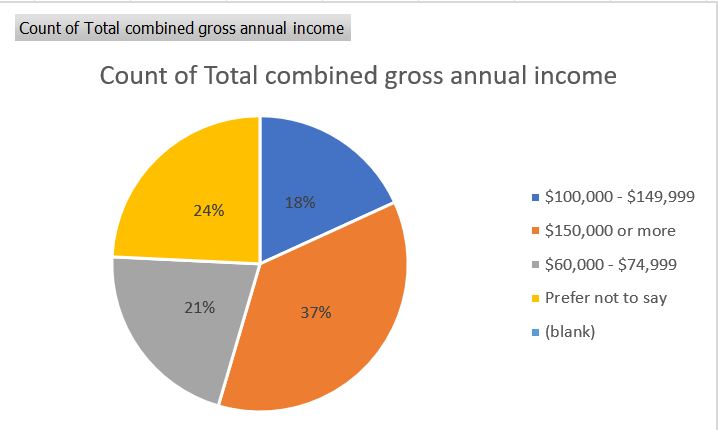 Count of Total combined gross annual income
Count of Total combined gross annual income
24%
18%
21%
37%
$100,000 - $149,999
$150,000 or more
$60,000 - $74,999
Prefer not to say
(blank)